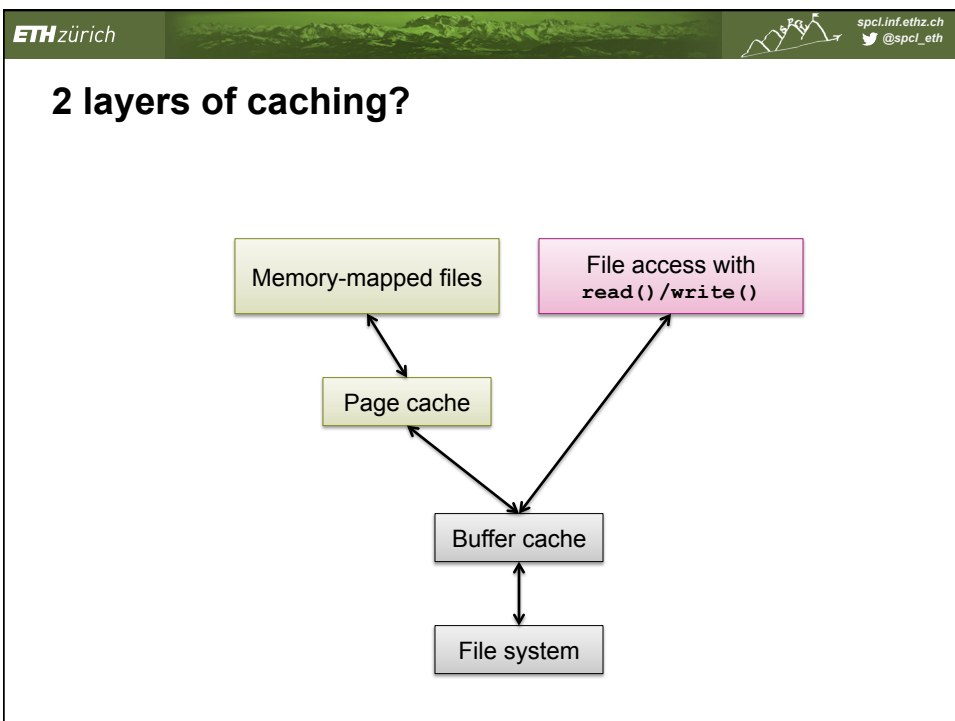 ETH zürich
spcl.inf.ethz.ch
@spcl_eth
2 layers of caching?
Memory-mapped files
File access with
read()/write()
Page cache
Buffer cache
File system